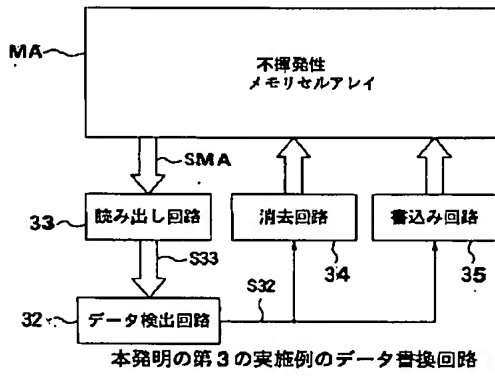 MA
不揮発性
メモリセルアレイ
SMA
33
読み出し回路
消去回路
34
書込み回路
35
S33
32
データ検出回路
S32
本発明の第3の実施例のデータ書換回路